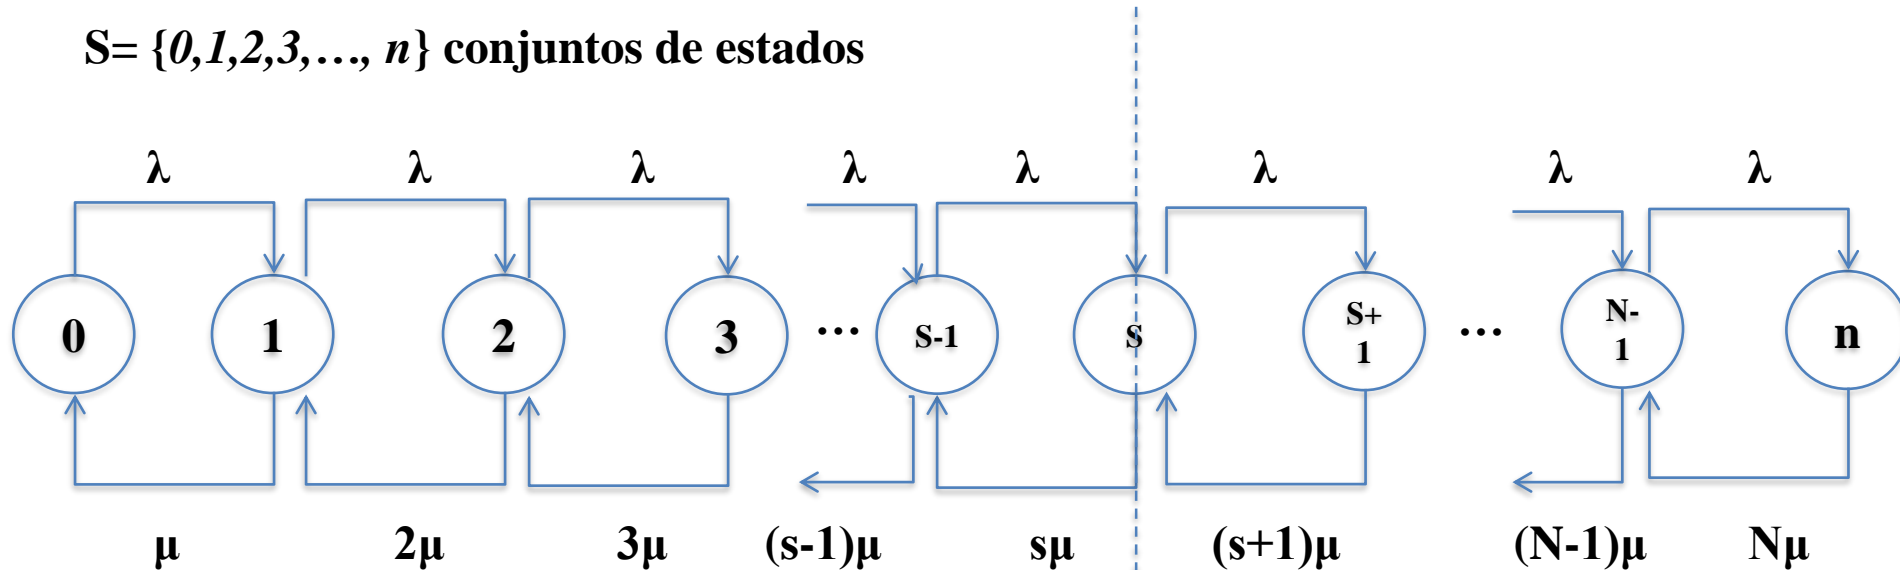 S= {0,1,2,3,…, n} conjuntos de estados
λ λ λ λ λ λ λ λ
0 1 2 3 … S-1 S S+ 1 … N- 1 n
μ 2μ 3μ (s-1)μ sμ (s+1)μ (N-1)μ Nμ